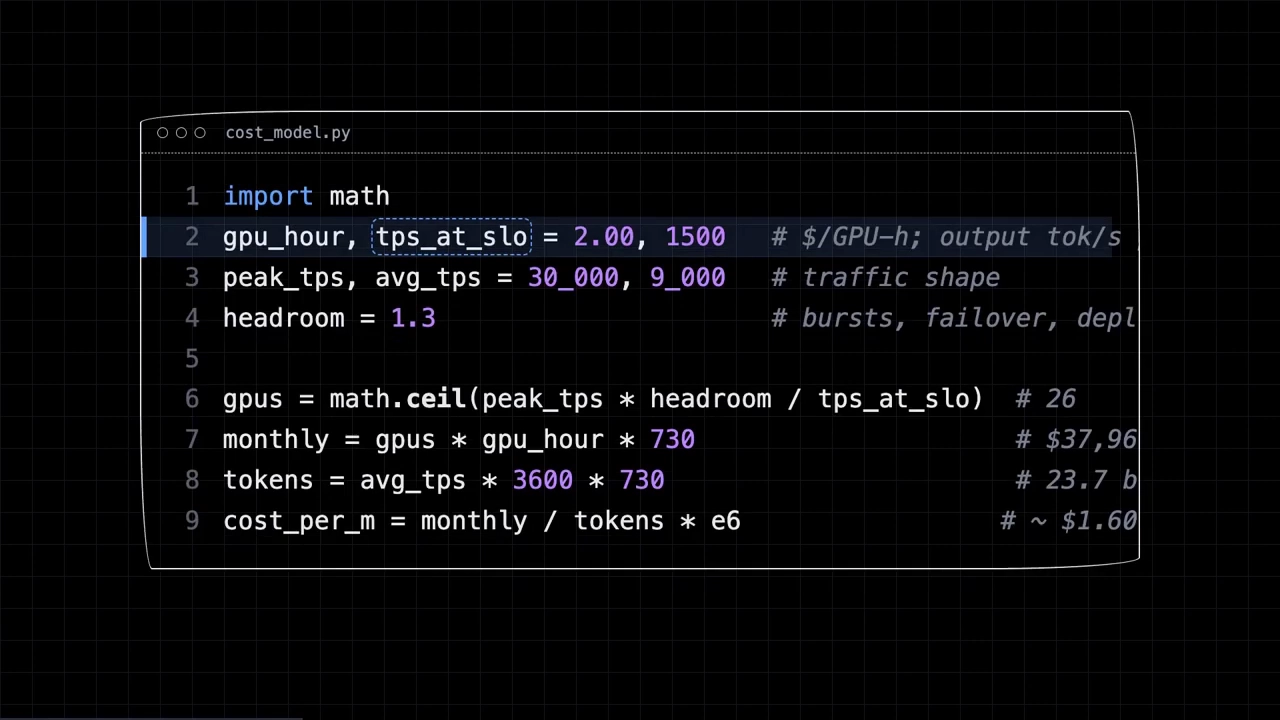 cost_model.py
1 import math
2 gpu_hour, tps_at_slo = 2.00, 1500 # $/GPU-h; output tok/s
3 peak_tps, avg_tps = 30_000, 9_000 # traffic shape
4 headroom = 1.3 # bursts, failover, depl
5
6 gpus = math.ceil(peak_tps * headroom / tps_at_slo) # 26
7 monthly = gpus * gpu_hour * 730 # $37,96
8 tokens = avg_tps * 3600 * 730 # 23.7 b
9 cost_per_m = monthly / tokens * e6 # ~ $1.60